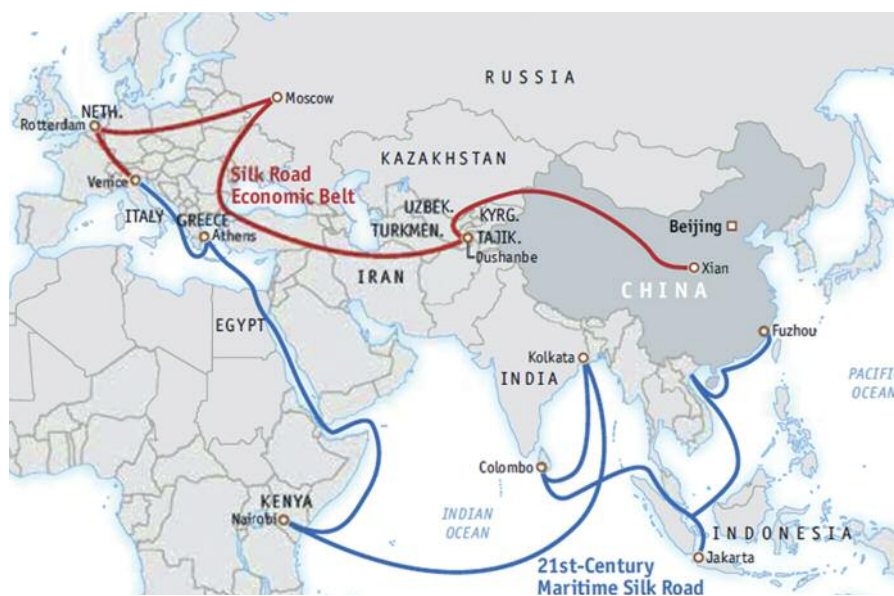 RUSSIA
Moscow
NETH.
Rotterdam
KAZAKHSTAN
Silk Road
Economic Belt
Venice
UZBEK.
KYRG.
ITALY
GREECE
Athens
TURKMEN.
TAJIK.
Dushanbe
Beijing
Xian
IRAN
CHINA
EGYPT
Fuzhou
Kolkata
INDIA
PACIFIC
OCEAN
Colombo
KENYA
Nairobi
INDIAN
OCEAN
INDONESIA
Jakarta
21st-Century
Maritime Silk Road